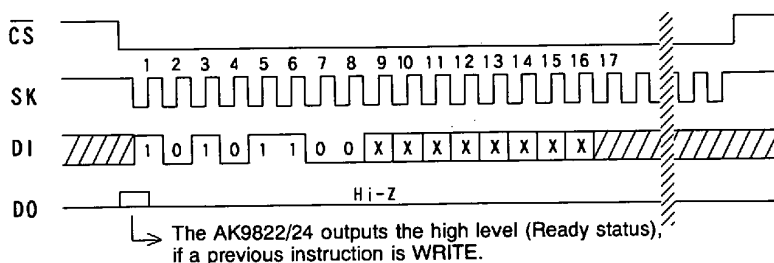 CS
1 2 3 4 5 6 7 8 9 10 11 12 13 14 15 16 17
SK
DI 1 0 1 0 1 1 0 0 X X X X X X X X
Hi-Z
DO
The AK9822/24 outputs the high level (Ready status),
if a previous instruction is WRITE.